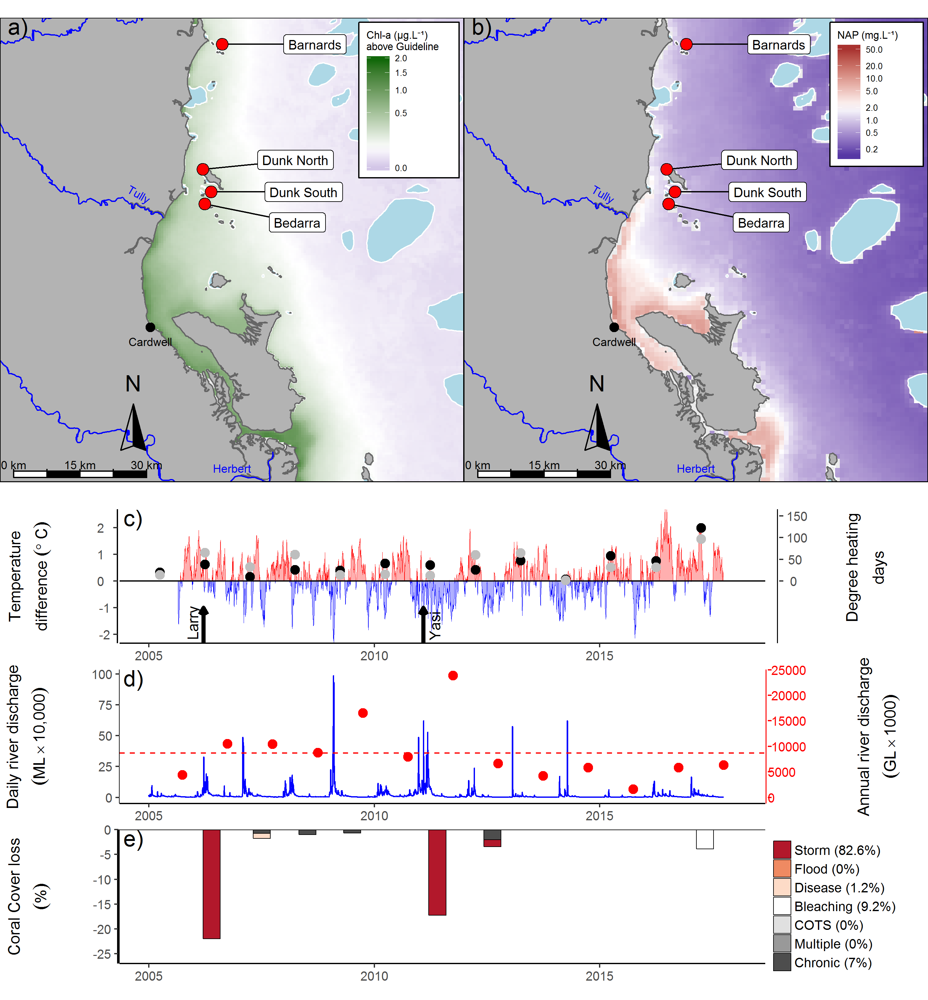 a)
Chl-a (µg.L⁻¹)
above Guideline
2.0
1.5
1.0
0.5
0.0
Barnards
Dunk North
Dunk South
Bedarra
Tully
Cardwell
N
0 km 15 km 30 km
Herbert
b)
NAP (mg.L⁻¹)
50.0
20.0
10.0
5.0
2.0
1.0
0.5
0.2
Barnards
Dunk North
Dunk South
Bedarra
Tully
Cardwell
N
0 km 15 km 30 km
Herbert
c)
Temperature
difference (° C)
2
1
0
-1
-2
Larry
Yasi
150
100
50
0
Degree heating
days
2005 2010 2015
d)
Daily river discharge
(ML × 10,000)
100
75
50
25
0
25000
20000
15000
10000
5000
0
Annual river discharge
(GL × 1000)
2005 2010 2015
e)
Coral Cover loss
(%)
0
-5
-10
-15
-20
-25
2005 2010 2015
Storm (82.6%)
Flood (0%)
Disease (1.2%)
Bleaching (9.2%)
COTS (0%)
Multiple (0%)
Chronic (7%)